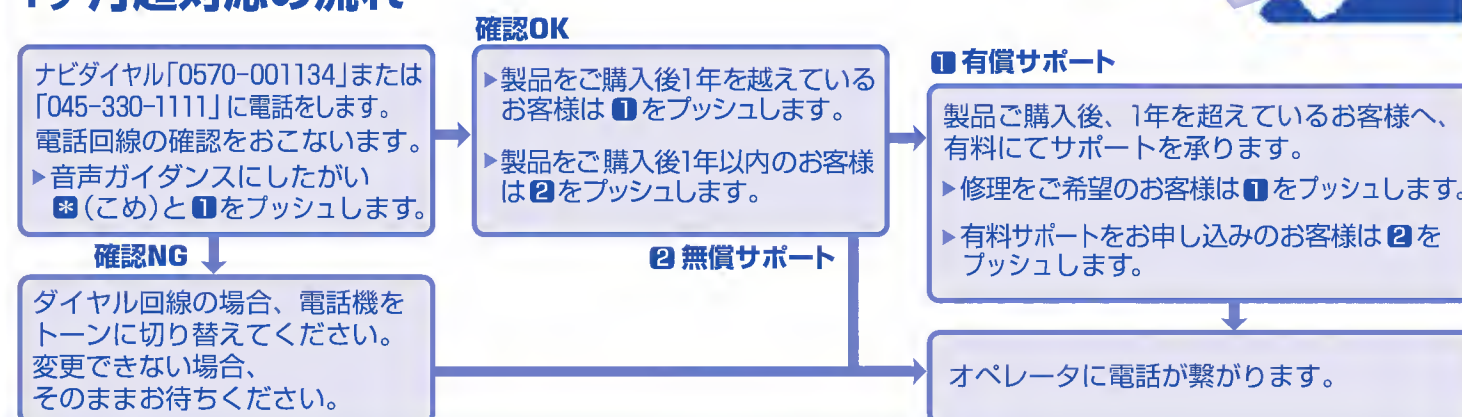 確認OK
ナビダイヤル「0570-001134」または
「045-330-1111」に電話をします。
電話回線の確認をおこないます。
▶音声ガイダンスにしたがい
*(こめ)と1をプッシュします。
▶製品をご購入後1年を越えている
お客様は1をプッシュします。
▶製品をご購入後1年以内のお客様
は2をプッシュします。
1 有償サポート
製品ご購入後、1年を超えているお客様へ、
有料にてサポートを承ります。
▶修理をご希望のお客様は1をプッシュします。
▶有料サポートをお申し込みのお客様は2を
プッシュします。
確認NG
2 無償サポート
ダイヤル回線の場合、電話機を
トーンに切り替えてください。
変更できない場合、
そのままお待ちください。
オペレータに電話が繋がります。